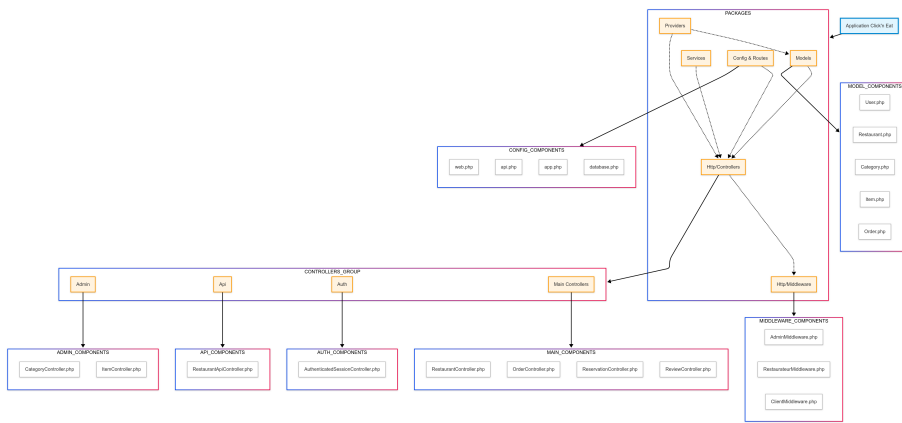 PACKAGES
Providers
Application Click'n Eat
Services
Config & Routes
Models
MODEL_COMPONENTS
User.php
Restaurant.php
Category.php
Item.php
Order.php
CONFIG_COMPONENTS
web.php
api.php
app.php
database.php
Http/Controllers
CONTROLLERS_GROUP
Admin
Api
Auth
Main Controllers
Http/Middleware
MIDDLEWARE_COMPONENTS
AdminMiddleware.php
RestaurateurMiddleware.php
ClientMiddleware.php
ADMIN_COMPONENTS
CategoryController.php
ItemController.php
API_COMPONENTS
RestaurantApiController.php
AUTH_COMPONENTS
AuthenticatedSessionController.php
MAIN_COMPONENTS
RestaurantController.php
OrderController.php
ReservationController.php
ReviewController.php